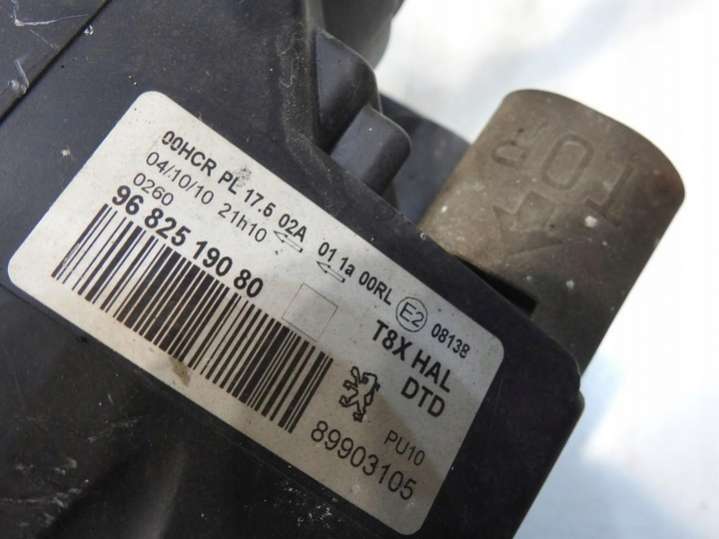 00HCR PL 17.5 02A 01 1a 00RL E2 08138
04/10/10 21h10
0260
96 825 190 80
T8X HAL
DTD
PU10
89903105
TOP